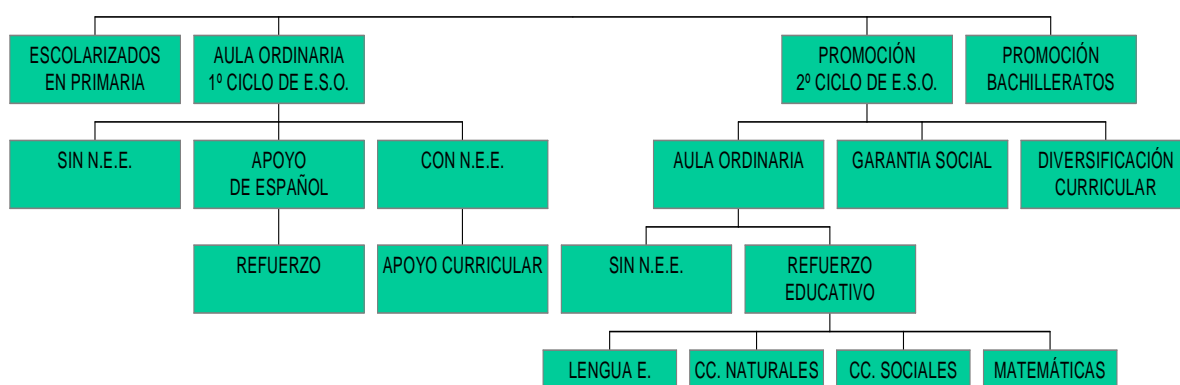 ESCOLARIZADOS
EN PRIMARIA
AULA ORDINARIA
1º CICLO DE E.S.O.
PROMOCIÓN
2º CICLO DE E.S.O.
PROMOCIÓN
BACHILLERATOS
SIN N.E.E.
APOYO
DE ESPAÑOL
CON N.E.E.
AULA ORDINARIA
GARANTIA SOCIAL
DIVERSIFICACIÓN
CURRICULAR
REFUERZO
APOYO CURRICULAR
SIN N.E.E.
REFUERZO
EDUCATIVO
LENGUA E.
CC. NATURALES
CC. SOCIALES
MATEMÁTICAS